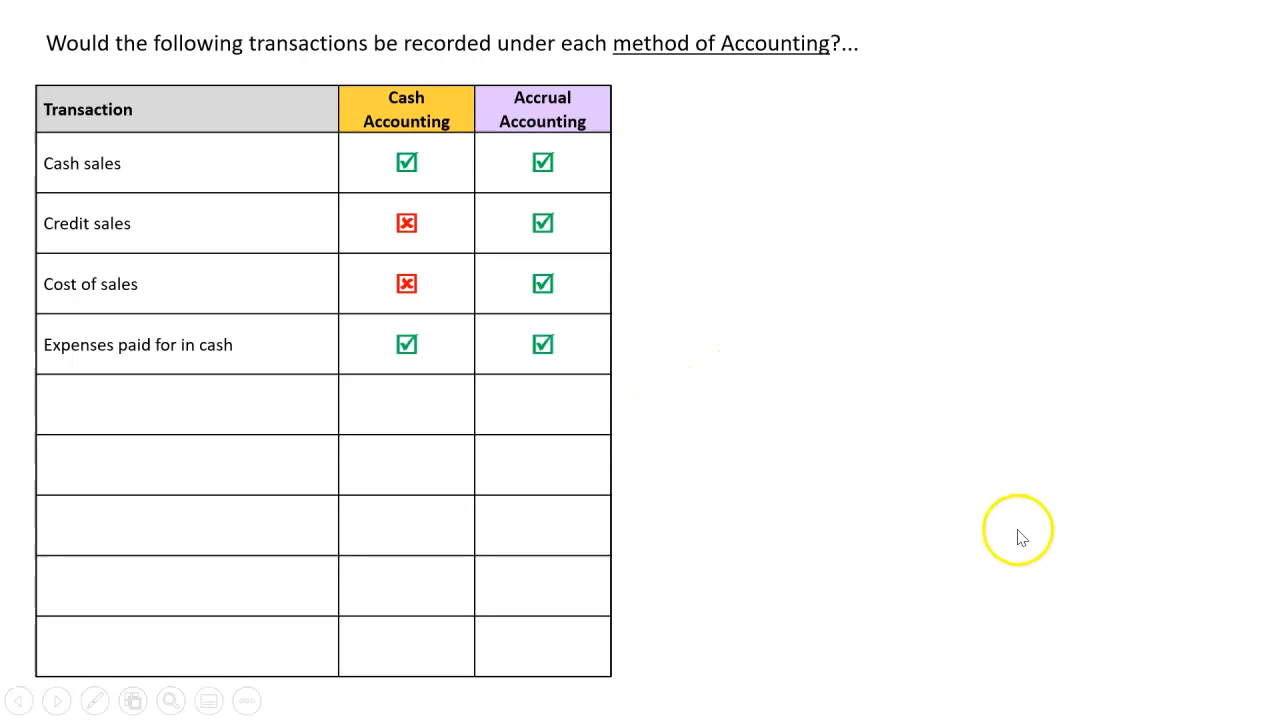 Would the following transactions be recorded under each method of Accounting?...
Transaction
Cash
Accounting
Accrual
Accounting
Cash sales
Credit sales
Cost of sales
Expenses paid for in cash